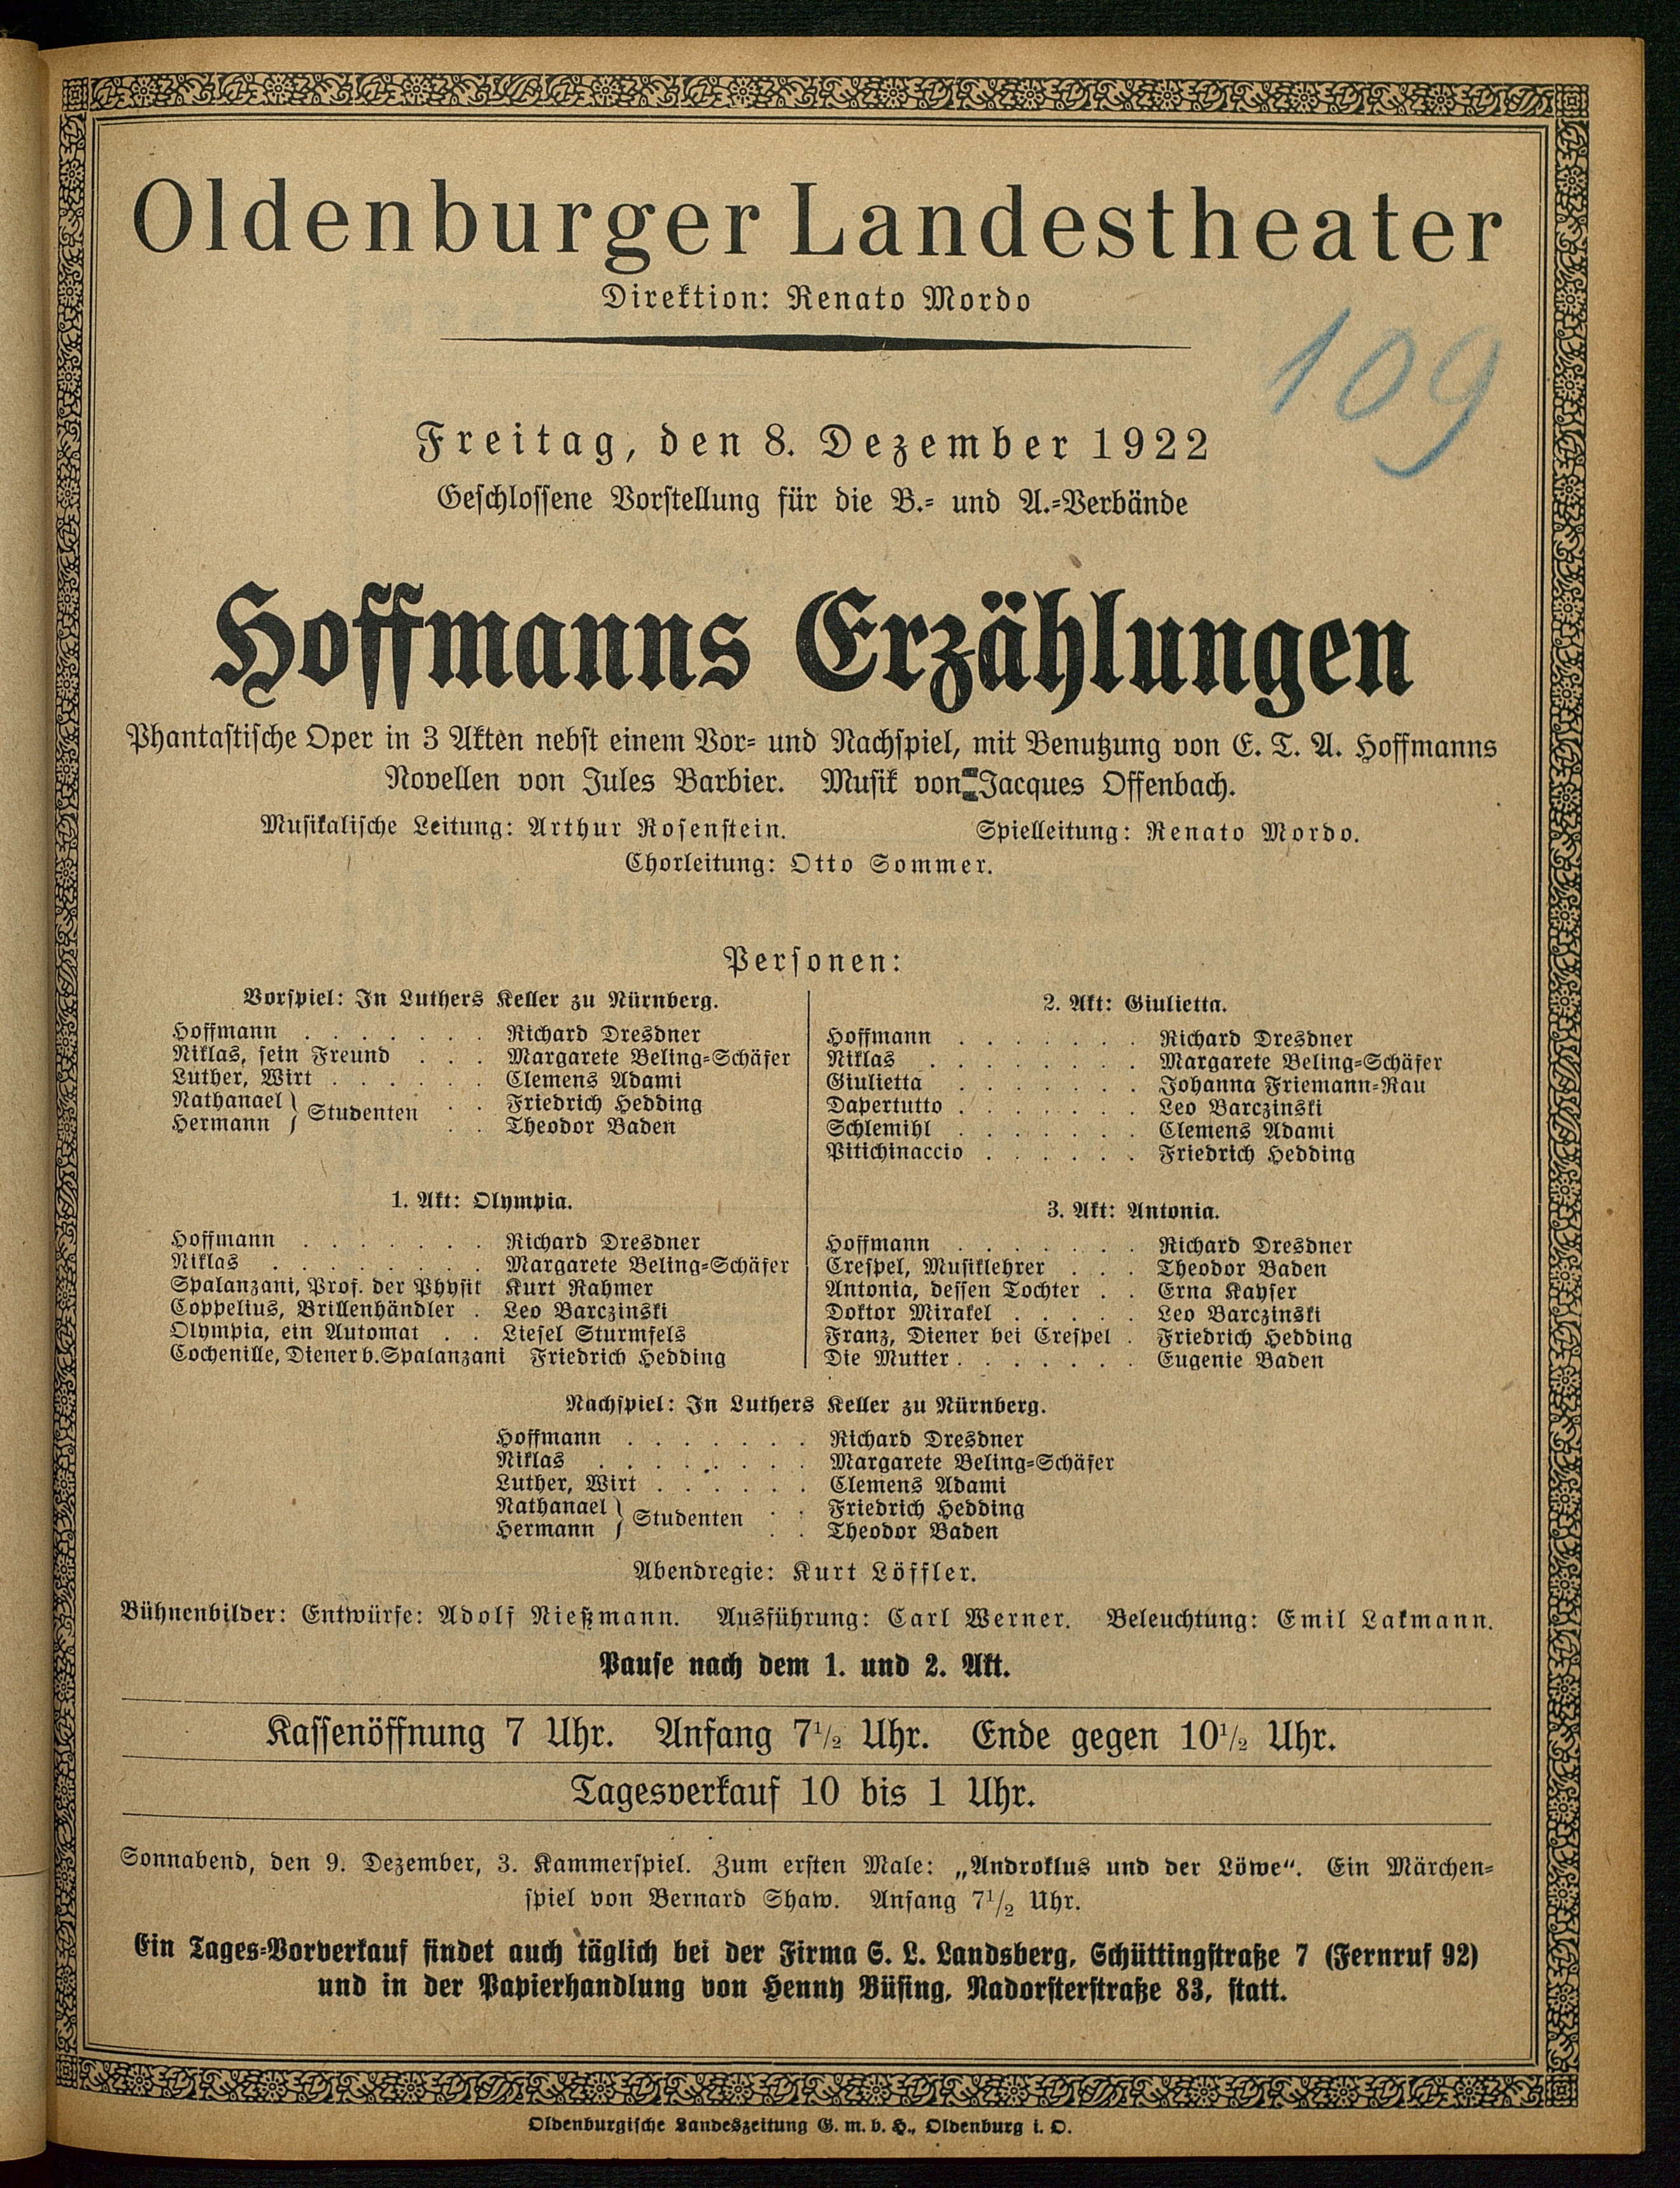 Oldenburger Landestheater
Direktion: Renato Mordo
109
Freitag, den 8. Dezember 1922
Geschlossene Vorstellung für die B.- und A.-Verbände
Hoffmanns Erzählungen
Phantastische Oper in 3 Akten nebst einem Vor- und Nachspiel, mit Benutzung von E. T. A. Hoffmanns
Novellen von Jules Barbier. Musik von Jacques Offenbach.
Musikalische Leitung: Arthur Rosenstein. Spielleitung: Renato Mordo.
Chorleitung: Otto Sommer.
Personen:
Vorspiel: In Luthers Keller zu Nürnberg.
Hoffmann . . . . . . . Richard Dresdner
Niklas, sein Freund . . . Margarete Beling-Schäfer
Luther, Wirt . . . . . . Clemens Adami
Nathanael } Studenten . . Friedrich Hedding
Hermann } . . Theodor Baden
1. Akt: Olympia.
Hoffmann . . . . . . . Richard Dresdner
Niklas . . . . . . . . Margarete Beling-Schäfer
Spalanzani, Prof. der Physik Kurt Rahmer
Coppelius, Brillenhändler . Leo Barczinski
Olympia, ein Automat . . Liesel Sturmfels
Cochenille, Diener b. Spalanzani Friedrich Hedding
2. Akt: Giulietta.
Hoffmann . . . . . . . Richard Dresdner
Niklas . . . . . . . . Margarete Beling-Schäfer
Giulietta . . . . . . . Johanna Friemann-Rau
Dapertutto . . . . . . . Leo Barczinski
Schlemihl . . . . . . . Clemens Adami
Pitichinaccio . . . . . . Friedrich Hedding
3. Akt: Antonia.
Hoffmann . . . . . . . Richard Dresdner
Crespel, Musiklehrer . . . Theodor Baden
Antonia, dessen Tochter . . Erna Kayser
Doktor Mirakel . . . . . Leo Barczinski
Franz, Diener bei Crespel . Friedrich Hedding
Die Mutter . . . . . . . Eugenie Baden
Nachspiel: In Luthers Keller zu Nürnberg.
Hoffmann . . . . . . . Richard Dresdner
Niklas . . . . . . . . Margarete Beling-Schäfer
Luther, Wirt . . . . . . Clemens Adami
Nathanael } Studenten . . Friedrich Hedding
Hermann } . . Theodor Baden
Abendregie: Kurt Löffler.
Bühnenbilder: Entwürfe: Adolf Nießmann. Ausführung: Carl Werner. Beleuchtung: Emil Lakmann.
Pause nach dem 1. und 2. Akt.
Kassenöffnung 7 Uhr. Anfang 7 1/2 Uhr. Ende gegen 10 1/2 Uhr.
Tagesverkauf 10 bis 1 Uhr.
Sonnabend, den 9. Dezember, 3. Kammerspiel. Zum ersten Male: „Androklus und der Löwe“. Ein Märchen-
spiel von Bernard Shaw. Anfang 7 1/2 Uhr.
Ein Tages-Vorverkauf findet auch täglich bei der Firma S. L. Landsberg, Schüttingstraße 7 (Fernruf 92)
und in der Papierhandlung von Henny Büsing, Nadorsterstraße 83, statt.
Oldenburgische Landeszeitung G. m. b. H., Oldenburg i. O.